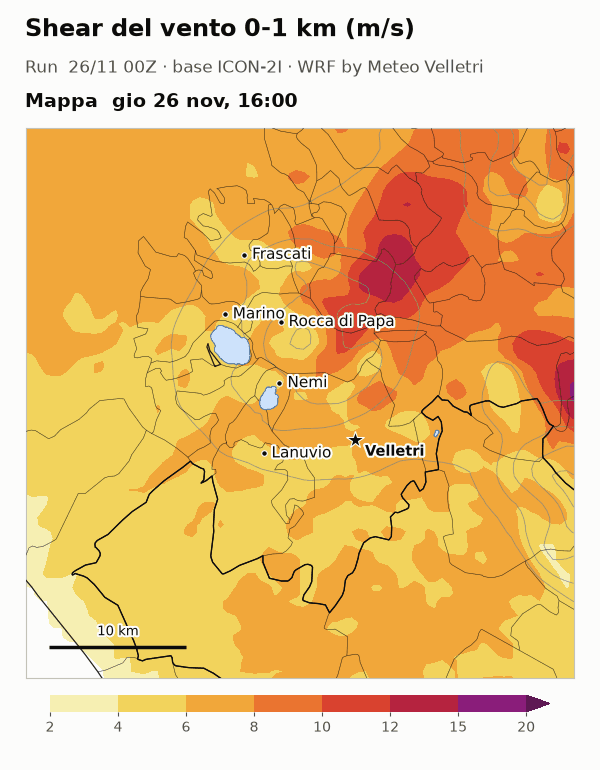 Shear del vento 0-1 km (m/s)
Run  26/11 00Z · base ICON-2I · WRF by Meteo Velletri
Mappa  gio 26 nov, 16:00
Frascati
Marino
Rocca di Papa
Nemi
Velletri
Lanuvio
10 km
2 4 6 8 10 12 15 20